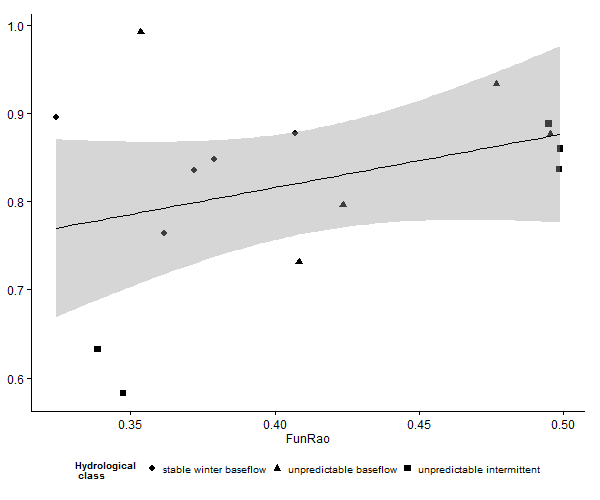 1.0
0.9
0.8
0.7
0.6
0.35 0.40 0.45 0.50
FunRao
Hydrological
class
stable winter baseflow unpredictable baseflow unpredictable intermittent